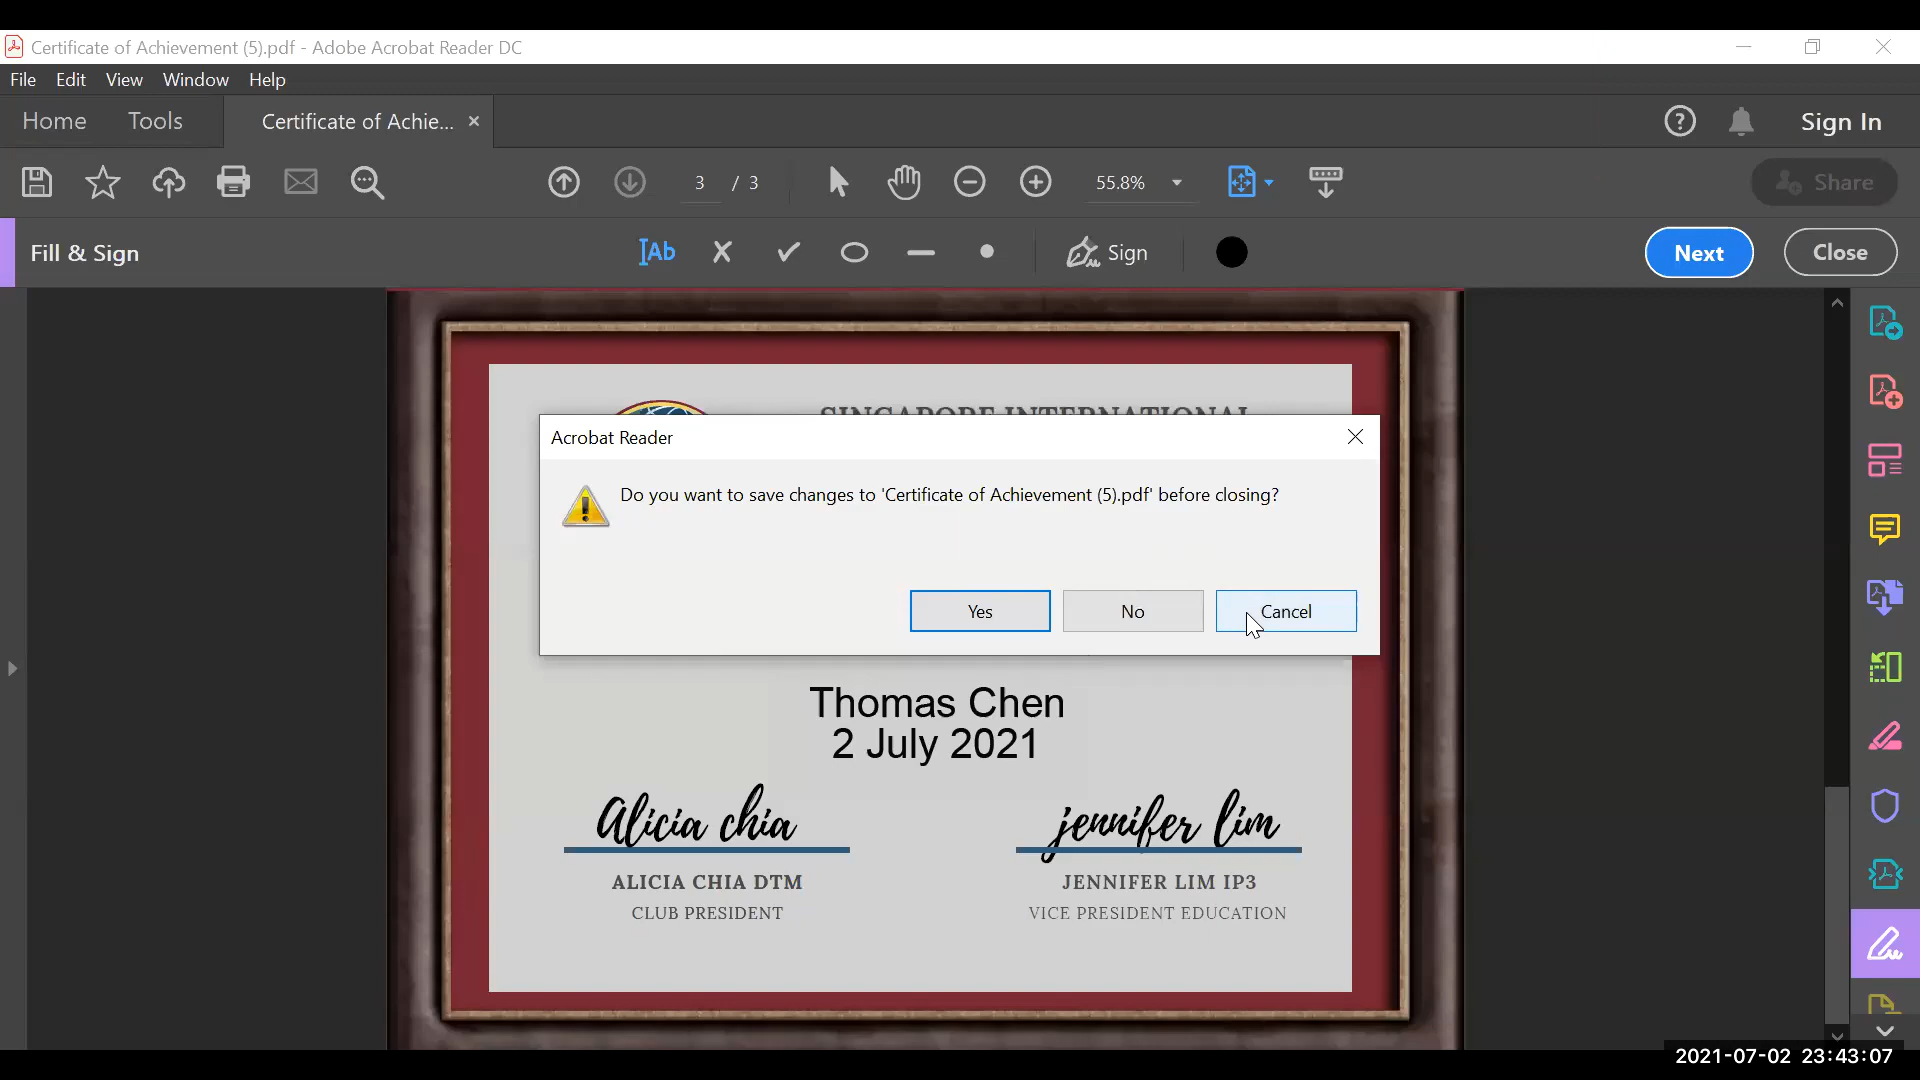 Certificate of Achievement (5).pdf - Adobe Acrobat Reader DC
File Edit View Window Help
Home Tools Certificate of Achie... Sign In
3 / 3 55.8% Share
Fill & Sign Ab Sign Next Close
SINGAPORE INTERNATIONAL
Acrobat Reader
Do you want to save changes to 'Certificate of Achievement (5).pdf' before closing?
Yes No Cancel
Thomas Chen
2 July 2021
Alicia chia jennifer lim
ALICIA CHIA DTM JENNIFER LIM IP3
CLUB PRESIDENT VICE PRESIDENT EDUCATION
2021-07-02 23:43:07